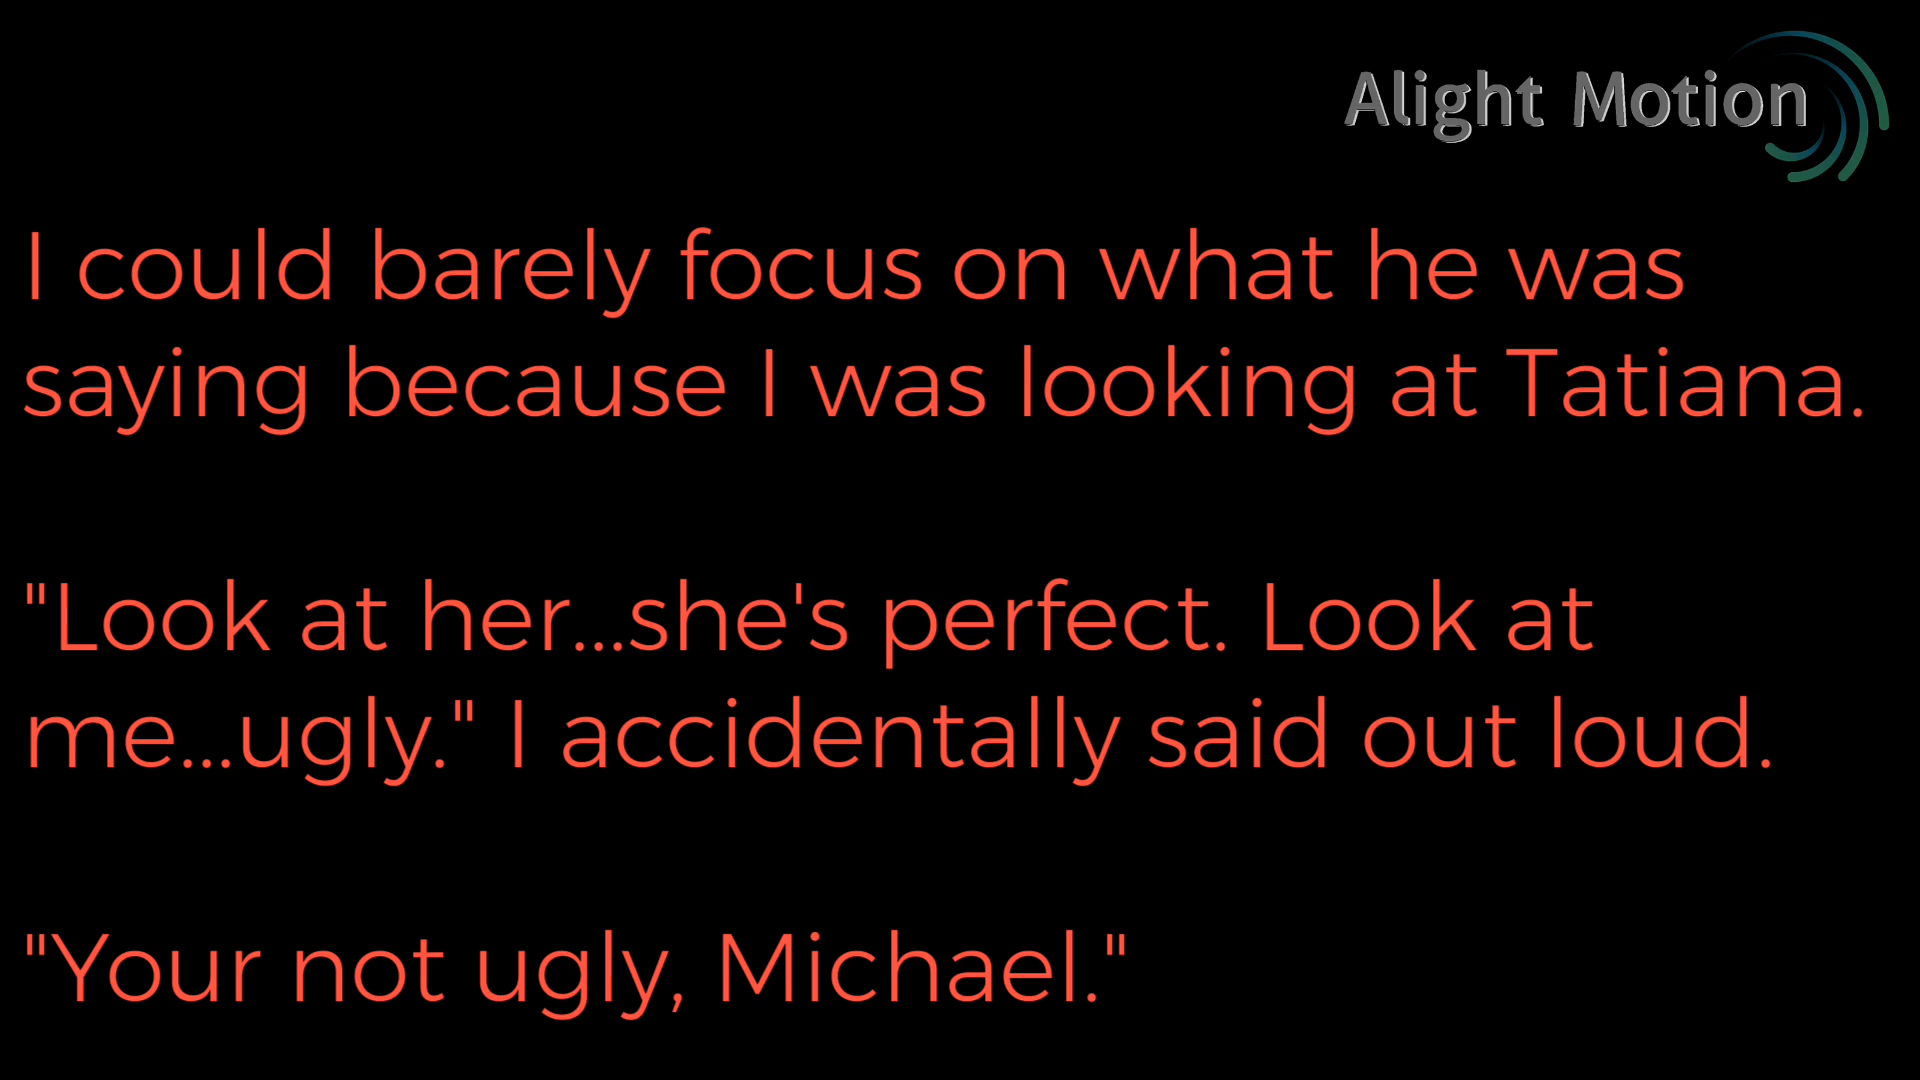 Alight Motion
I could barely focus on what he was
saying because I was looking at Tatiana.
"Look at her...she's perfect. Look at
me...ugly." I accidentally said out loud.
"Your not ugly, Michael."